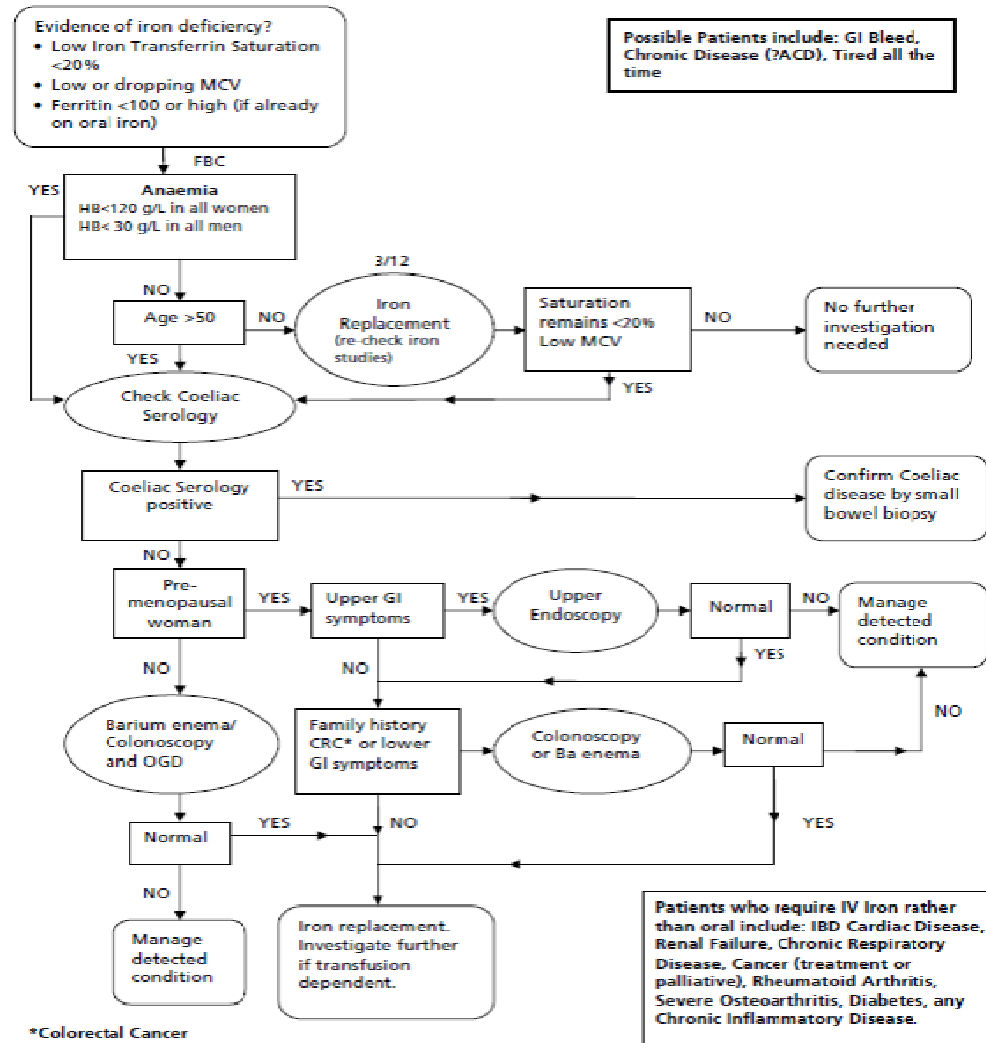 Evidence of iron deficiency?
• Low Iron Transferrin Saturation
<20%
• Low or dropping MCV
• Ferritin <100 or high (if already
on oral iron)
Possible Patients include: GI Bleed,
Chronic Disease (?ACD), Tired all the
time
FBC
YES
Anaemia
HB<120 g/L in all women
HB< 30 g/L in all men
NO
3/12
Age >50
NO
Iron
Replacement
(re-check iron
studies)
Saturation
remains <20%
Low MCV
NO
No further
investigation
needed
YES
YES
Check Coeliac
Serology
Coeliac Serology
positive
YES
Confirm Coeliac
disease by small
bowel biopsy
NO
Pre-
menopausal
woman
YES
Upper GI
symptoms
YES
Upper
Endoscopy
Normal
NO
Manage
detected
condition
YES
NO
NO
NO
Barium enema/
Colonoscopy
and OGD
Family history
CRC* or lower
GI symptoms
Colonoscopy
or Ba enema
Normal
YES
Normal
YES
NO
NO
Manage
detected
condition
Iron replacement.
Investigate further
if transfusion
dependent.
Patients who require IV Iron rather
than oral include: IBD Cardiac Disease,
Renal Failure, Chronic Respiratory
Disease, Cancer (treatment or
palliative), Rheumatoid Arthritis,
Severe Osteoarthritis, Diabetes, any
Chronic Inflammatory Disease.
*Colorectal Cancer